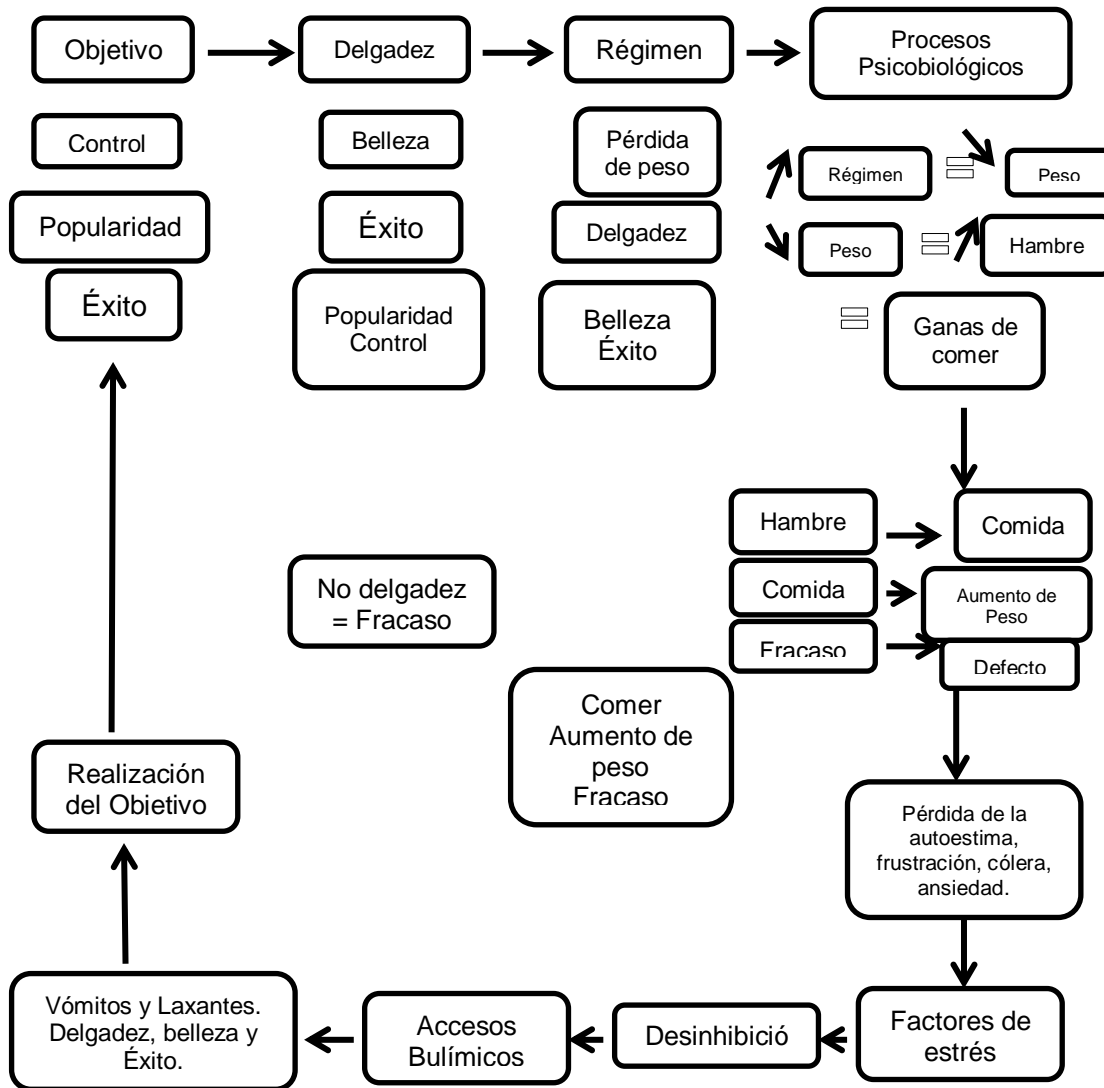 Objetivo
Delgadez
Régimen
Procesos
Psicobiológicos
Control
Belleza
Pérdida
de peso
Régimen
=
Peso
Popularidad
Éxito
Delgadez
Peso
=
Hambre
Éxito
Popularidad
Control
Belleza
Éxito
=
Ganas de
comer
Hambre
Comida
Comida
Aumento de
Peso
Fracaso
Defecto
No delgadez
= Fracaso
Comer
Aumento de
peso
Fracaso
Realización
del Objetivo
Pérdida de la
autoestima,
frustración, cólera,
ansiedad.
Vómitos y Laxantes.
Delgadez, belleza y
Éxito.
Accesos
Bulímicos
Desinhibició
Factores de
estrés